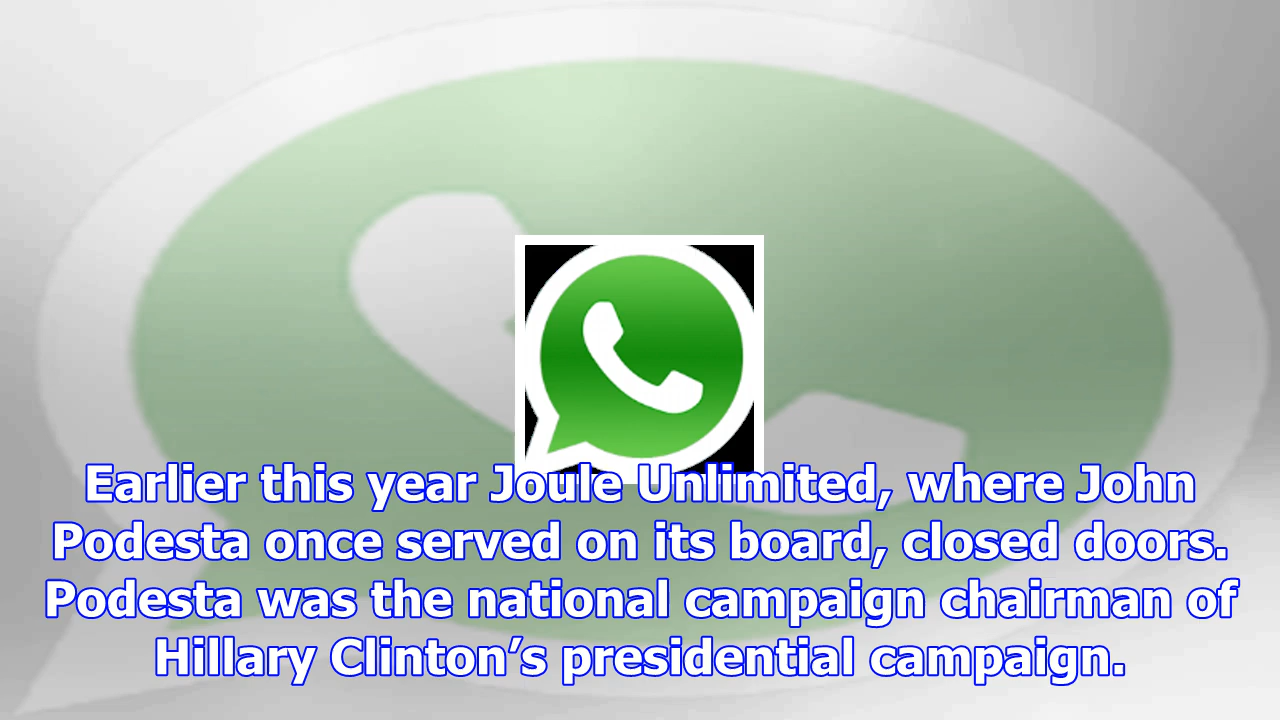 Earlier this year Joule Unlimited, where John
Podesta once served on its board, closed doors.
Podesta was the national campaign chairman of
Hillary Clinton’s presidential campaign.